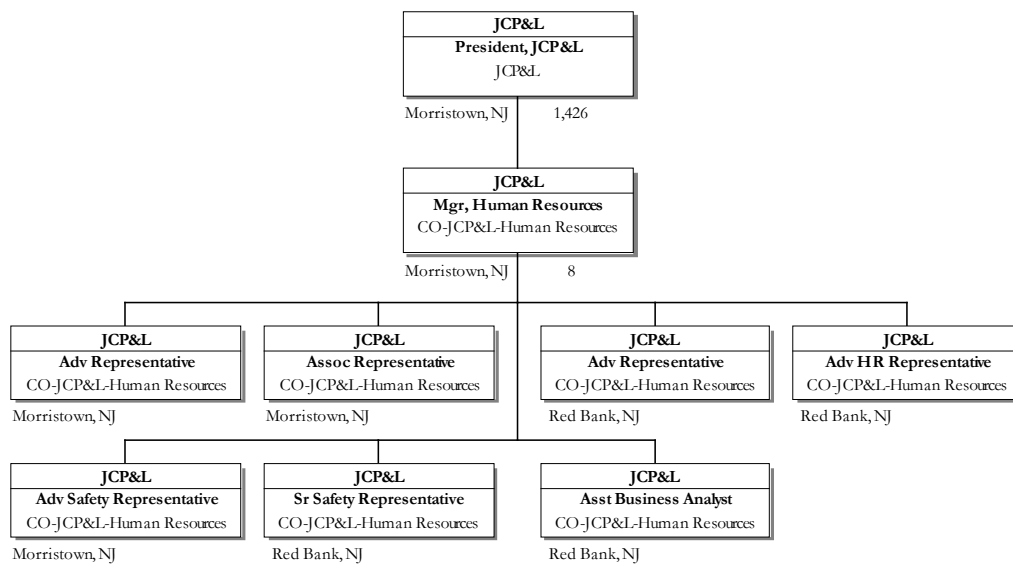 JCP&L
President, JCP&L
JCP&L
Morristown, NJ 1,426
JCP&L
Mgr, Human Resources
CO-JCP&L-Human Resources
Morristown, NJ 8
JCP&L
Adv Representative
CO-JCP&L-Human Resources
Morristown, NJ
JCP&L
Assoc Representative
CO-JCP&L-Human Resources
Morristown, NJ
JCP&L
Adv Representative
CO-JCP&L-Human Resources
Red Bank, NJ
JCP&L
Adv HR Representative
CO-JCP&L-Human Resources
Red Bank, NJ
JCP&L
Adv Safety Representative
CO-JCP&L-Human Resources
Morristown, NJ
JCP&L
Sr Safety Representative
CO-JCP&L-Human Resources
Red Bank, NJ
JCP&L
Asst Business Analyst
CO-JCP&L-Human Resources
Red Bank, NJ